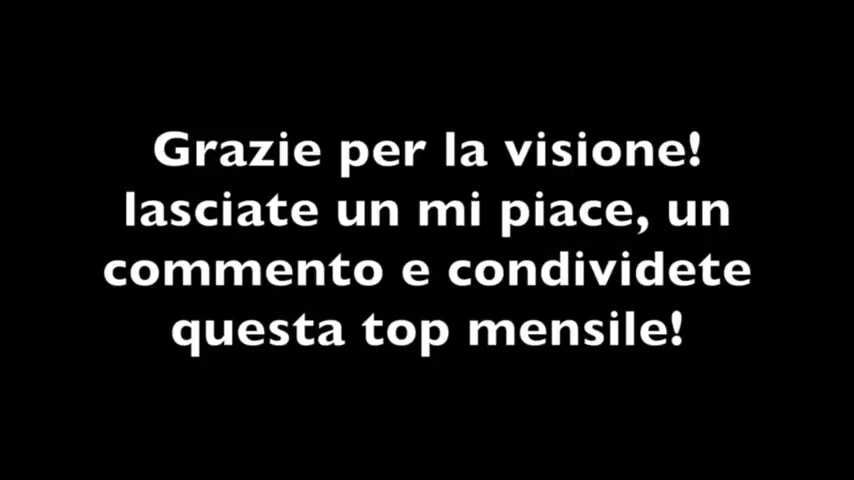 Grazie per la visione!
lasciate un mi piace, un
commento e condividete
questa top mensile!